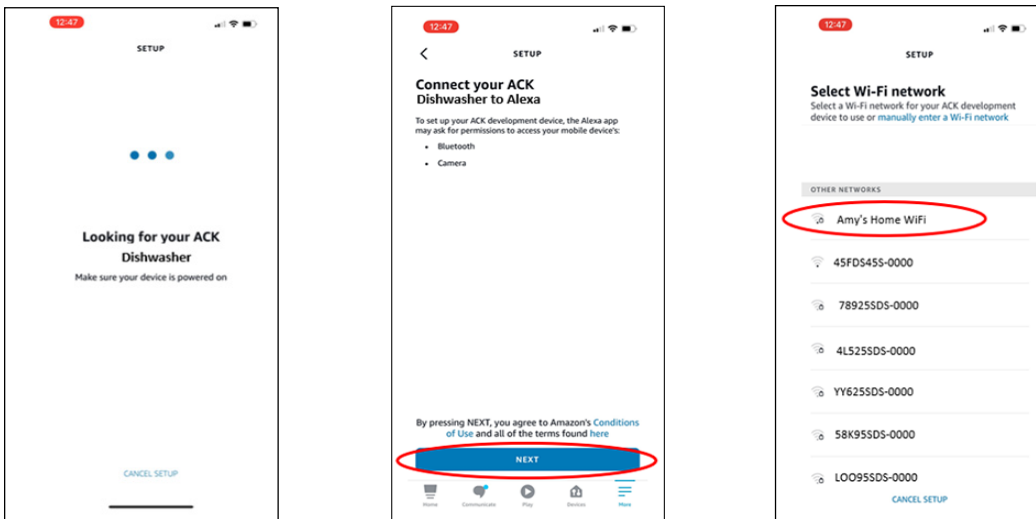 12:47
SETUP
Looking for your ACK
Dishwasher
Make sure your device is powered on
CANCEL SETUP
12:47
SETUP
Connect your ACK
Dishwasher to Alexa
To set up your ACK development device, the Alexa app
may ask for permissions to access your mobile device's:
• Bluetooth
• Camera
By pressing NEXT, you agree to Amazon's Conditions
of Use and all of the terms found here
NEXT
Home Communicate Play Devices More
12:47
SETUP
Select Wi-Fi network
Select a Wi-Fi network for your ACK development
device to use or manually enter a Wi-Fi network
OTHER NETWORKS
Amy's Home WiFi
45FDS45S-0000
78925SDS-0000
4L525SDS-0000
YY625SDS-0000
58K95SDS-0000
LOO95SDS-0000
CANCEL SETUP